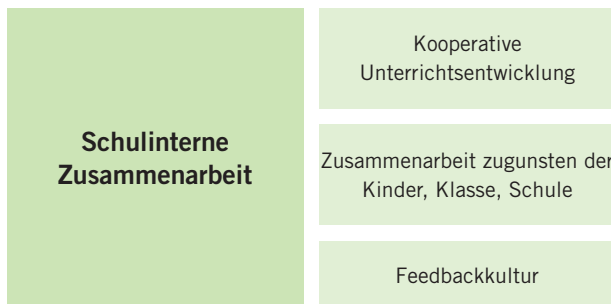 Schulinterne
Zusammenarbeit
Kooperative
Unterrichtsentwicklung
Zusammenarbeit zugunsten der
Kinder, Klasse, Schule
Feedbackkultur